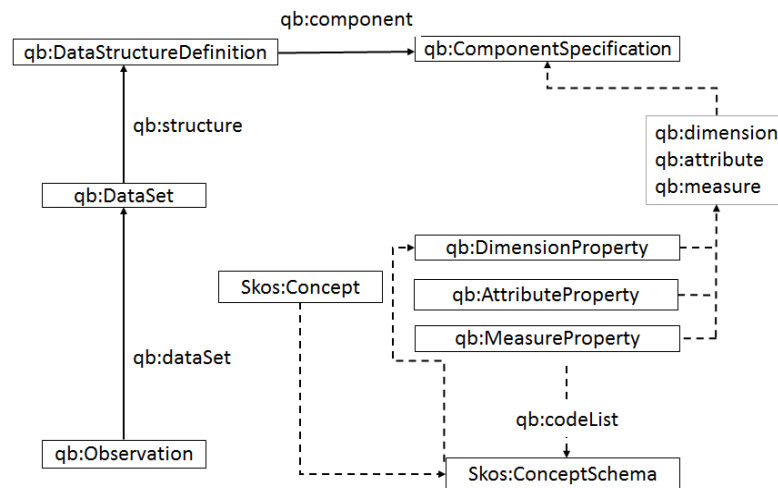 qb:component
qb:DataStructureDefinition
qb:ComponentSpecification
qb:structure
qb:dimension
qb:attribute
qb:measure
qb:DataSet
qb:DimensionProperty
Skos:Concept
qb:AttributeProperty
qb:MeasureProperty
qb:dataSet
qb:codeList
qb:Observation
Skos:ConceptSchema